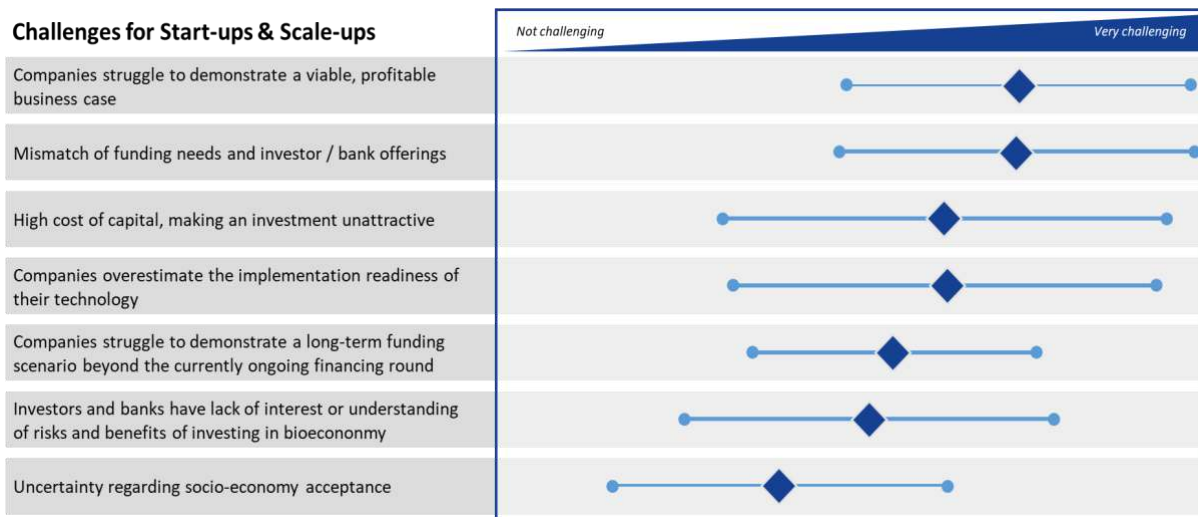 Challenges for Start-ups & Scale-ups
Not challenging
Very challenging
Companies struggle to demonstrate a viable, profitable
business case
Mismatch of funding needs and investor / bank offerings
High cost of capital, making an investment unattractive
Companies overestimate the implementation readiness of
their technology
Companies struggle to demonstrate a long-term funding
scenario beyond the currently ongoing financing round
Investors and banks have lack of interest or understanding
of risks and benefits of investing in bioecononmy
Uncertainty regarding socio-economy acceptance